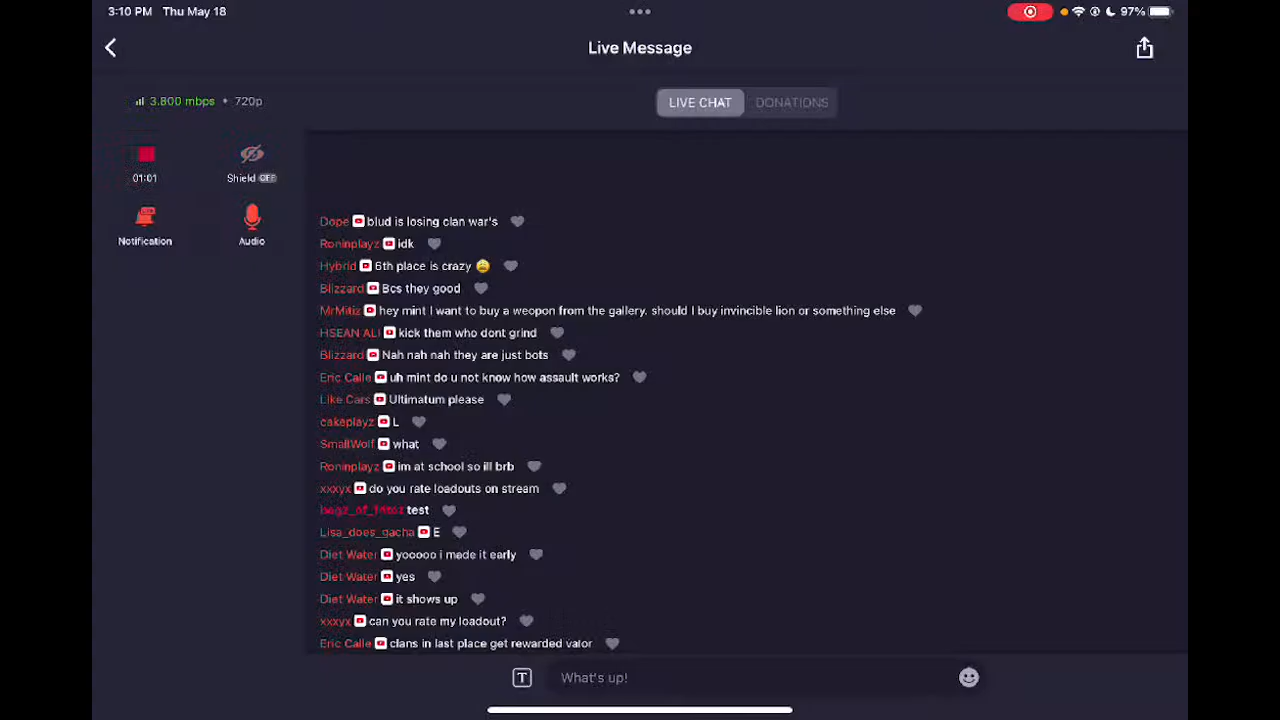 3:10 PM Thu May 18
97%
Live Message
3.800 mbps • 720p
LIVE CHAT DONATIONS
01:01
Shield OFF
Notification
Audio
Dope blud is losing clan war's
Roninplayz idk
Hybrid 6th place is crazy 😩
Blizzard Bcs they good
MrMitiz hey mint I want to buy a weopon from the gallery. should I buy invincible lion or something else
HSEAN ALI kick them who dont grind
Blizzard Nah nah nah they are just bots
Eric Calle uh mint do u not know how assault works?
Like Cars Ultimatum please
cakeplayz L
SmallWolf what
Roninplayz im at school so ill brb
xxxyx do you rate loadouts on stream
test
Lisa_does_gacha E
Diet Water yooooo i made it early
Diet Water yes
Diet Water it shows up
xxxyx can you rate my loadout?
Eric Calle clans in last place get rewarded valor
T What's up!